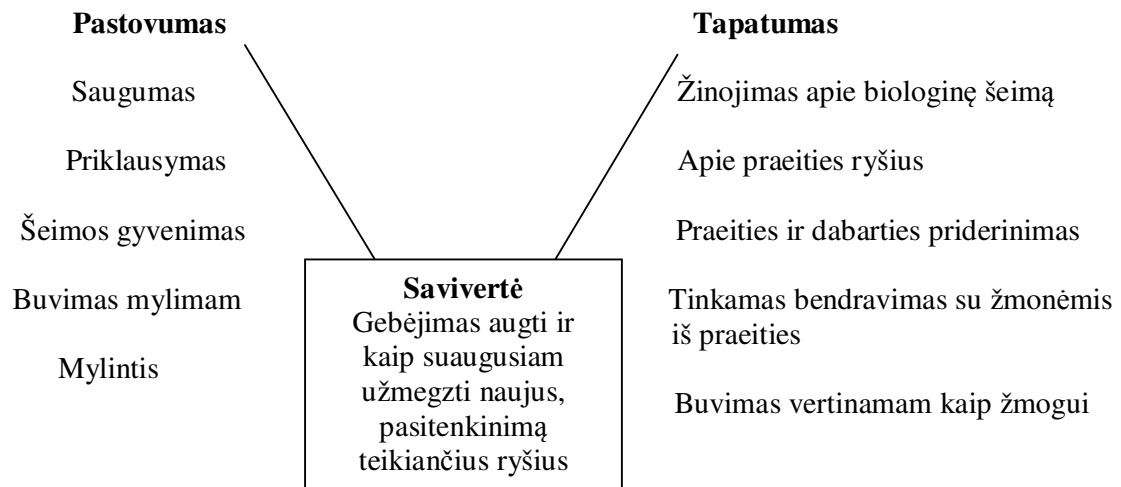 Pastovumas
Saugumas
Priklausymas
Šeimos gyvenimas
Buvimas mylimam
Mylintis
Tapatumas
Žinojimas apie biologinę šeimą
Apie praeities ryšius
Praeities ir dabarties priderinimas
Tinkamas bendravimas su žmonėmis
iš praeities
Buvimas vertinamam kaip žmogui
Savivertė
Gebėjimas augti ir
kaip suaugusiam
užmegzti naujus,
pasitenkinimą
teikiančius ryšius